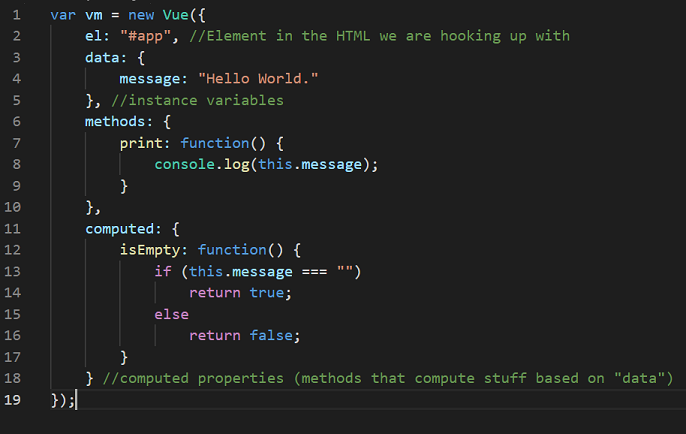 1 var vm = new Vue({
2     el: "#app", //Element in the HTML we are hooking up with
3     data: {
4         message: "Hello World."
5     }, //instance variables
6     methods: {
7         print: function() {
8             console.log(this.message);
9         }
10     },
11     computed: {
12         isEmpty: function() {
13             if (this.message === "")
14                 return true;
15             else
16                 return false;
17         }
18     } //computed properties (methods that compute stuff based on "data")
19 });